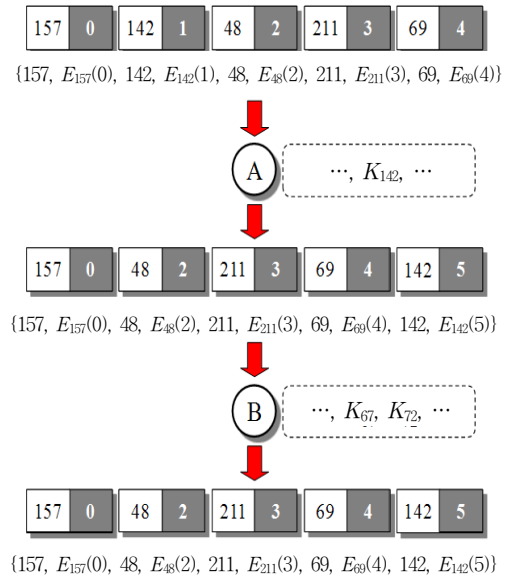 157 0 142 1 48 2 211 3 69 4
{157, E157(0), 142, E142(1), 48, E48(2), 211, E211(3), 69, E69(4)}
A ⋯, K142, ⋯
157 0 48 2 211 3 69 4 142 5
{157, E157(0), 48, E48(2), 211, E211(3), 69, E69(4), 142, E142(5)}
B ⋯, K67, K72, ⋯
157 0 48 2 211 3 69 4 142 5
{157, E157(0), 48, E48(2), 211, E211(3), 69, E69(4), 142, E142(5)}